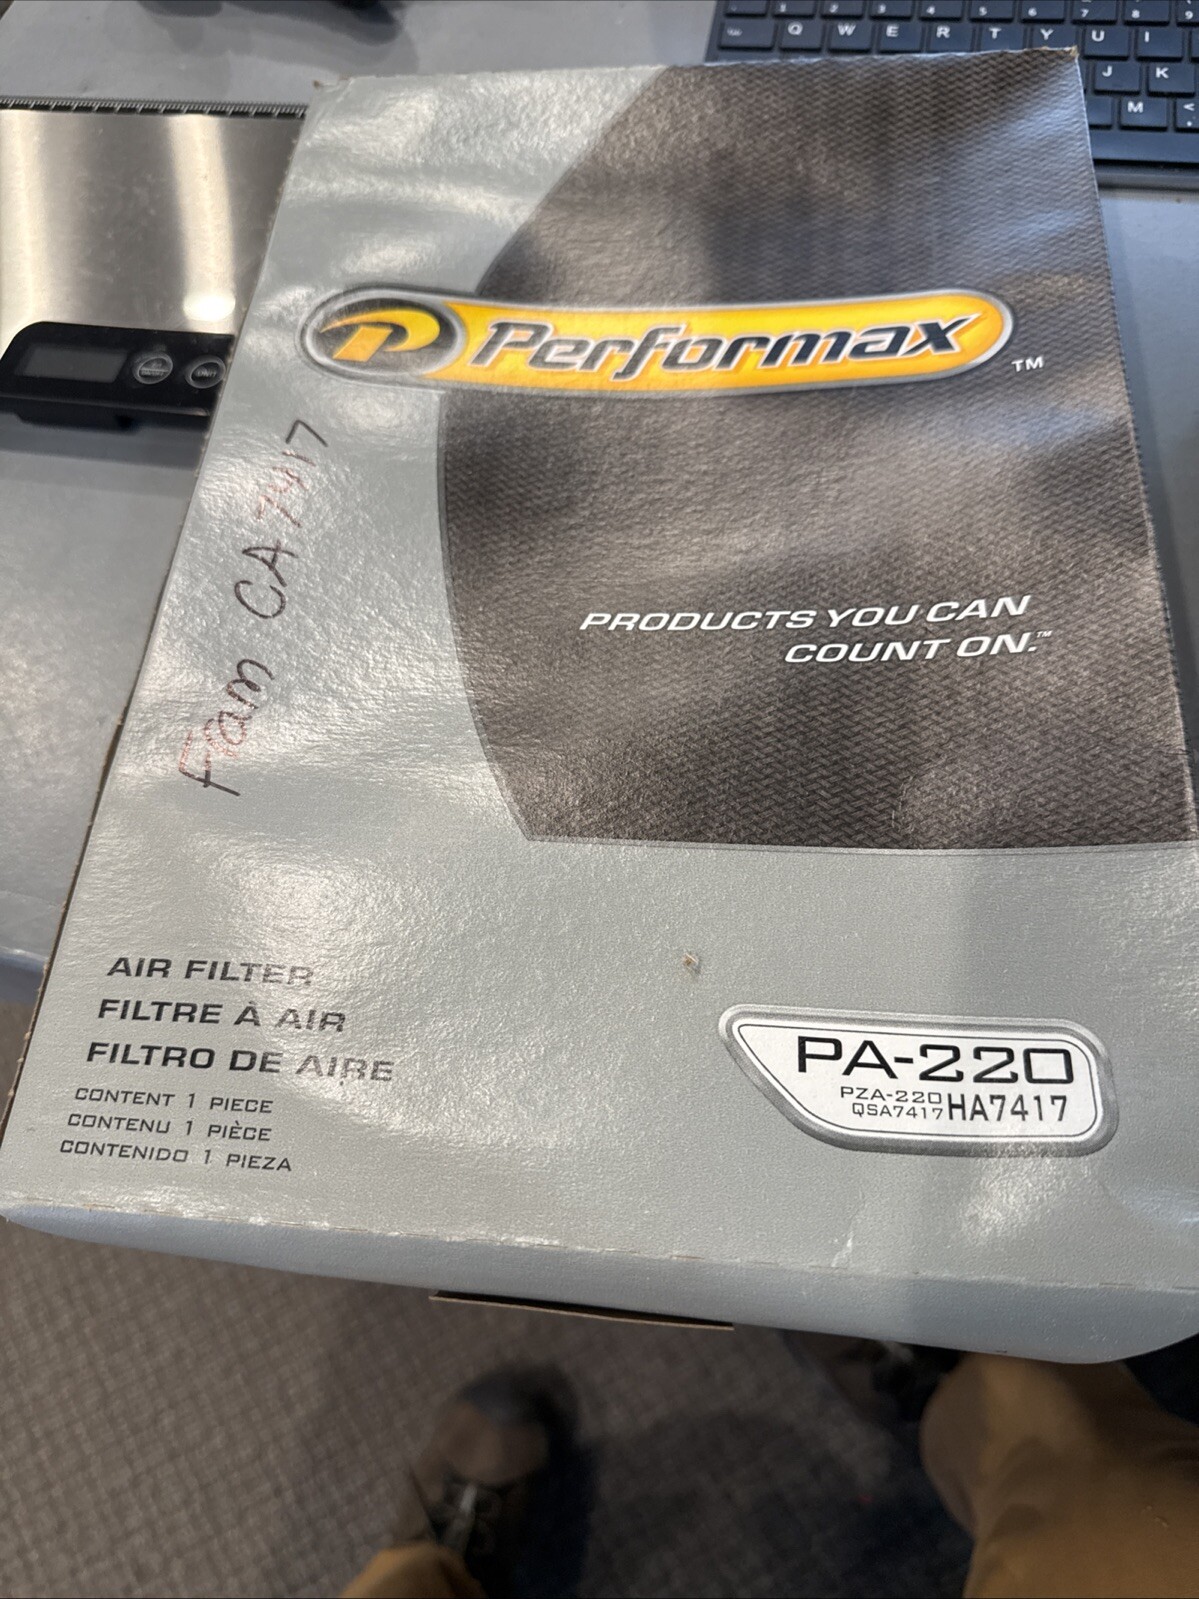 Performax
TM
Fram CA7417
PRODUCTS YOU CAN
COUNT ON.™
AIR FILTER
FILTRE À AIR
FILTRO DE AIRE
CONTENT 1 PIECE
CONTENU 1 PIÈCE
CONTENIDO 1 PIEZA
PA-220
PZA-220
QSA7417 HA7417
Q W E R T Y U I
J K
M <